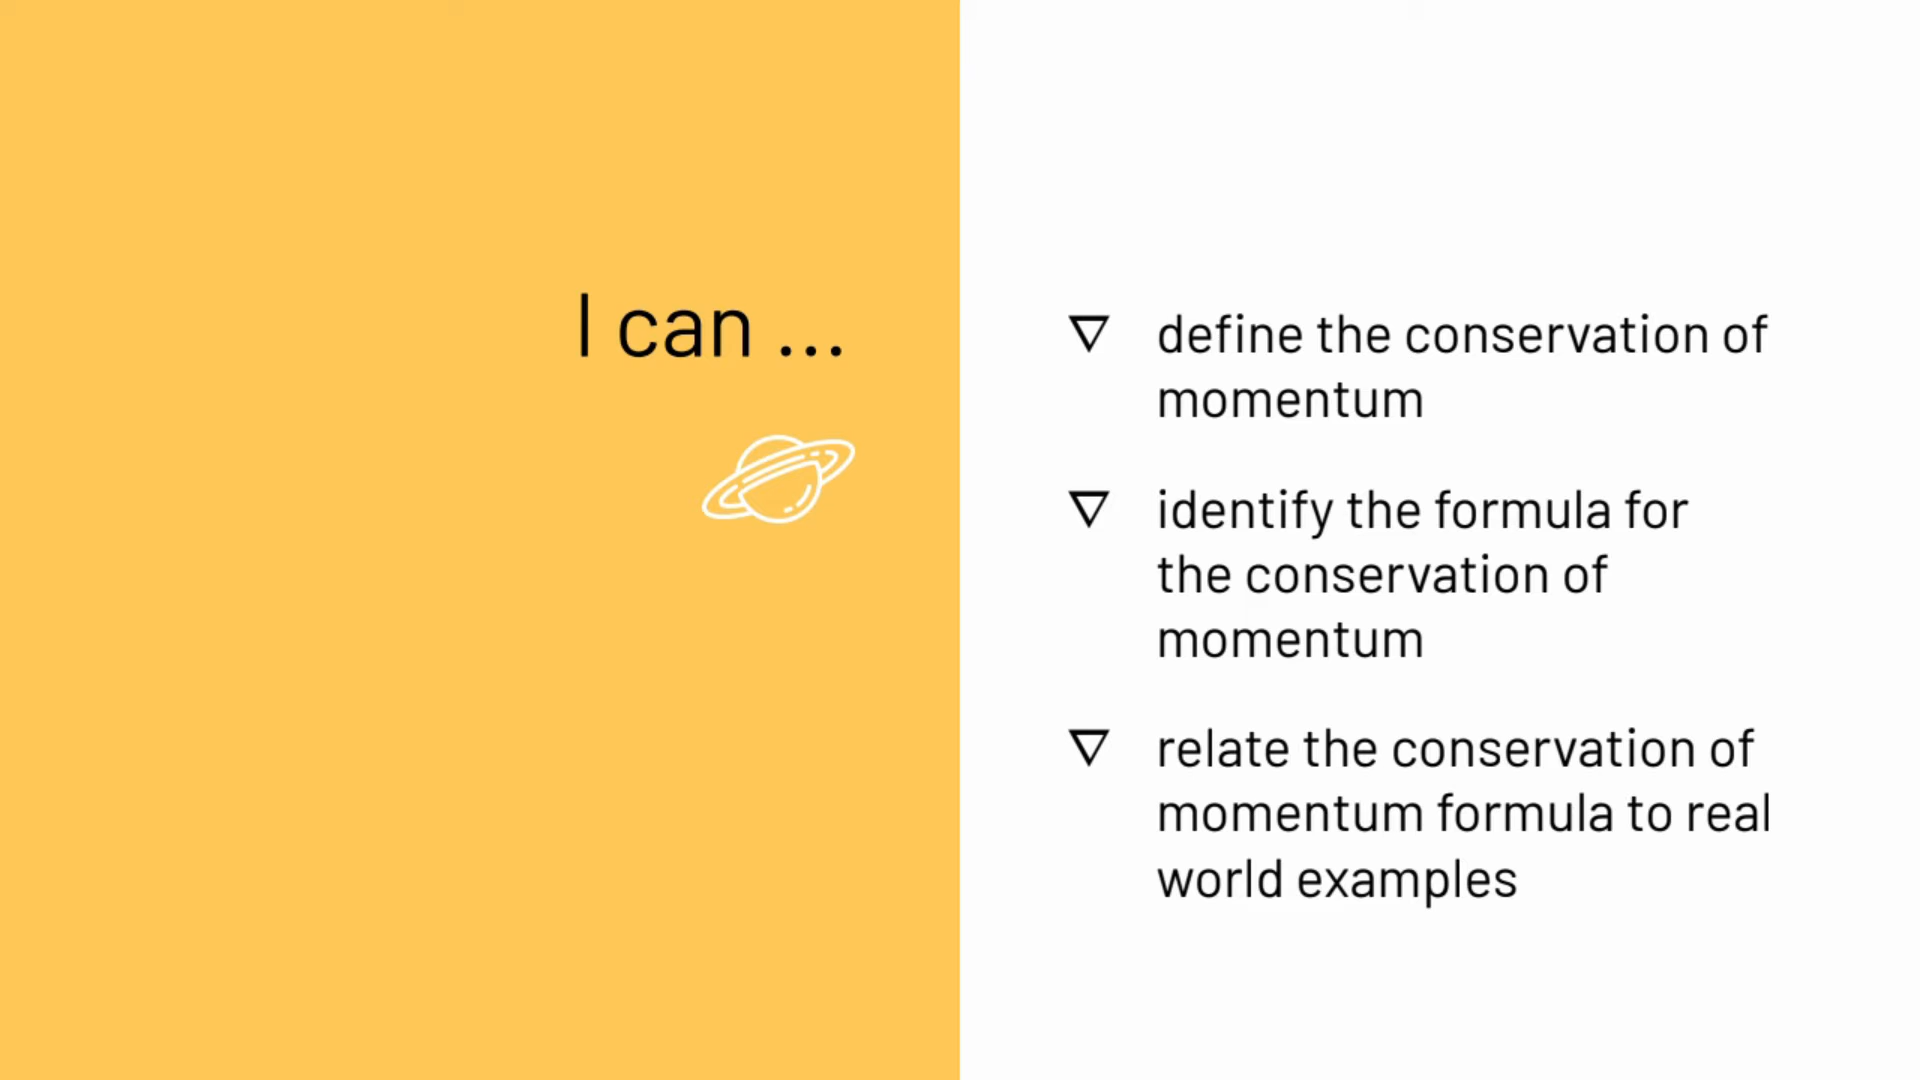 I can ...
define the conservation of
momentum
identify the formula for
the conservation of
momentum
relate the conservation of
momentum formula to real
world examples